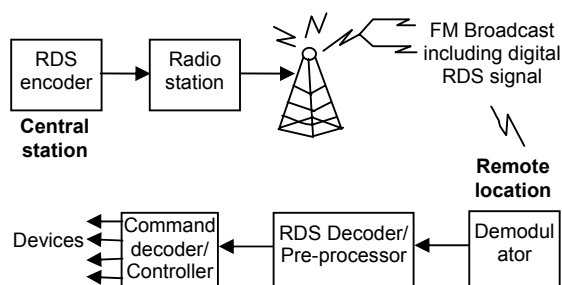 RDS
encoder
Radio
station
FM Broadcast
including digital
RDS signal
Central
station
Remote
location
Devices
Command
decoder/
Controller
RDS Decoder/
Pre-processor
Demodul
ator